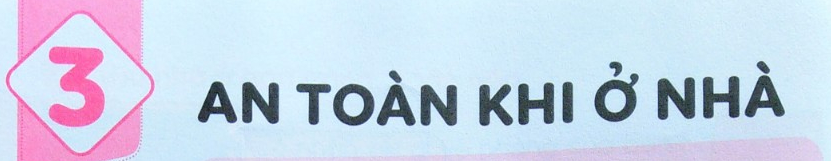 3
AN TOÀN KHI Ở NHÀ